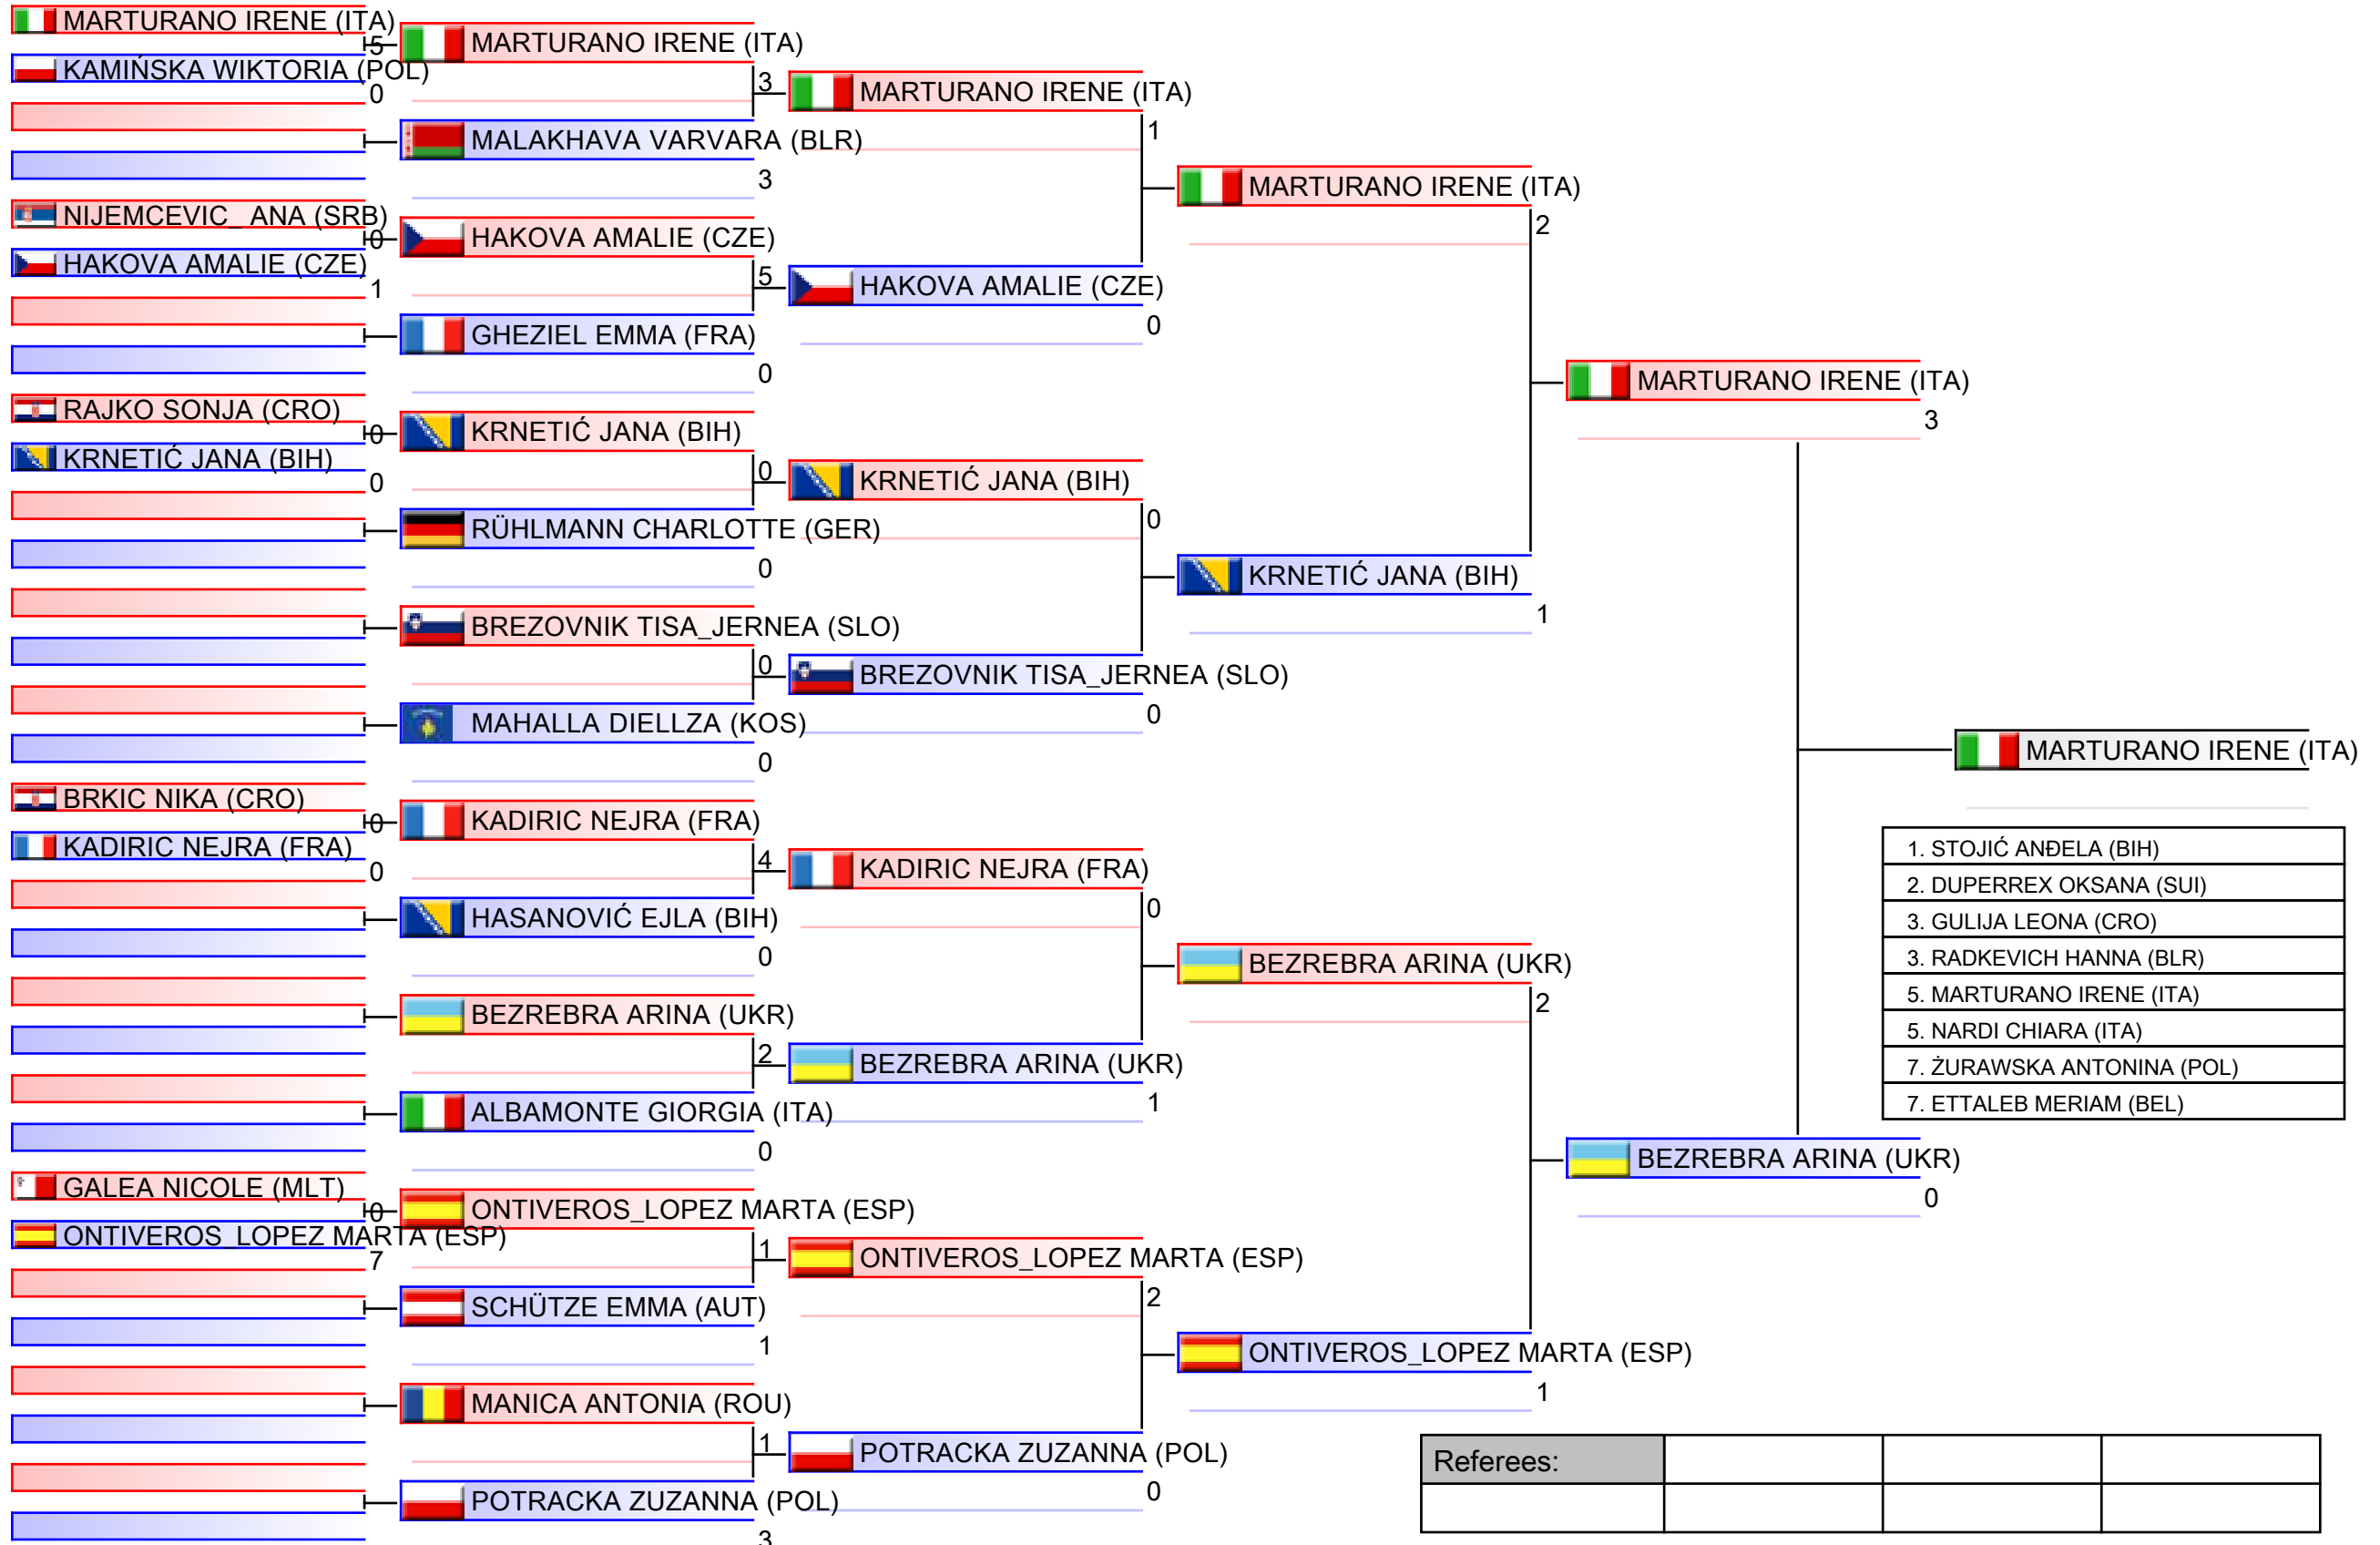 MARTURANO IRENE (ITA)
5
KAMIŃSKA WIKTORIA (POL)
0
NIJEMCEVIC_ ANA (SRB)
0
HAKOVA AMALIE (CZE)
1
RAJKO SONJA (CRO)
0
KRNETIĆ JANA (BIH)
0
BRKIC NIKA (CRO)
0
KADIRIC NEJRA (FRA)
0
GALEA NICOLE (MLT)
0
ONTIVEROS_LOPEZ MARTA (ESP)
7
MARTURANO IRENE (ITA)
3
MALAKHAVA VARVARA (BLR)
3
HAKOVA AMALIE (CZE)
5
GHEZIEL EMMA (FRA)
0
KRNETIĆ JANA (BIH)
0
RÜHLMANN CHARLOTTE (GER)
0
BREZOVNIK TISA_JERNEA (SLO)
0
MAHALLA DIELLZA (KOS)
0
KADIRIC NEJRA (FRA)
4
HASANOVIĆ EJLA (BIH)
0
BEZREBRA ARINA (UKR)
2
ALBAMONTE GIORGIA (ITA)
0
ONTIVEROS_LOPEZ MARTA (ESP)
1
SCHÜTZE EMMA (AUT)
1
MANICA ANTONIA (ROU)
1
POTRACKA ZUZANNA (POL)
3
MARTURANO IRENE (ITA)
1
HAKOVA AMALIE (CZE)
0
KRNETIĆ JANA (BIH)
0
BREZOVNIK TISA_JERNEA (SLO)
0
KADIRIC NEJRA (FRA)
0
BEZREBRA ARINA (UKR)
1
ONTIVEROS_LOPEZ MARTA (ESP)
2
POTRACKA ZUZANNA (POL)
0
MARTURANO IRENE (ITA)
2
KRNETIĆ JANA (BIH)
1
BEZREBRA ARINA (UKR)
2
ONTIVEROS_LOPEZ MARTA (ESP)
1
MARTURANO IRENE (ITA)
3
BEZREBRA ARINA (UKR)
0
MARTURANO IRENE (ITA)
1. STOJIĆ ANĐELA (BIH)
2. DUPERREX OKSANA (SUI)
3. GULIJA LEONA (CRO)
3. RADKEVICH HANNA (BLR)
5. MARTURANO IRENE (ITA)
5. NARDI CHIARA (ITA)
7. ŻURAWSKA ANTONINA (POL)
7. ETTALEB MERIAM (BEL)
Referees: